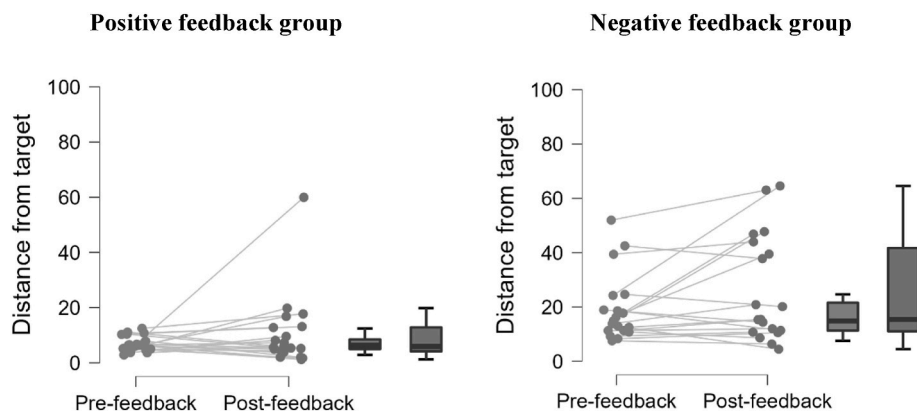 Positive feedback group
Distance from target
100
80
60
40
20
0
Pre-feedback Post-feedback
Negative feedback group
Distance from target
100
80
60
40
20
0
Pre-feedback Post-feedback